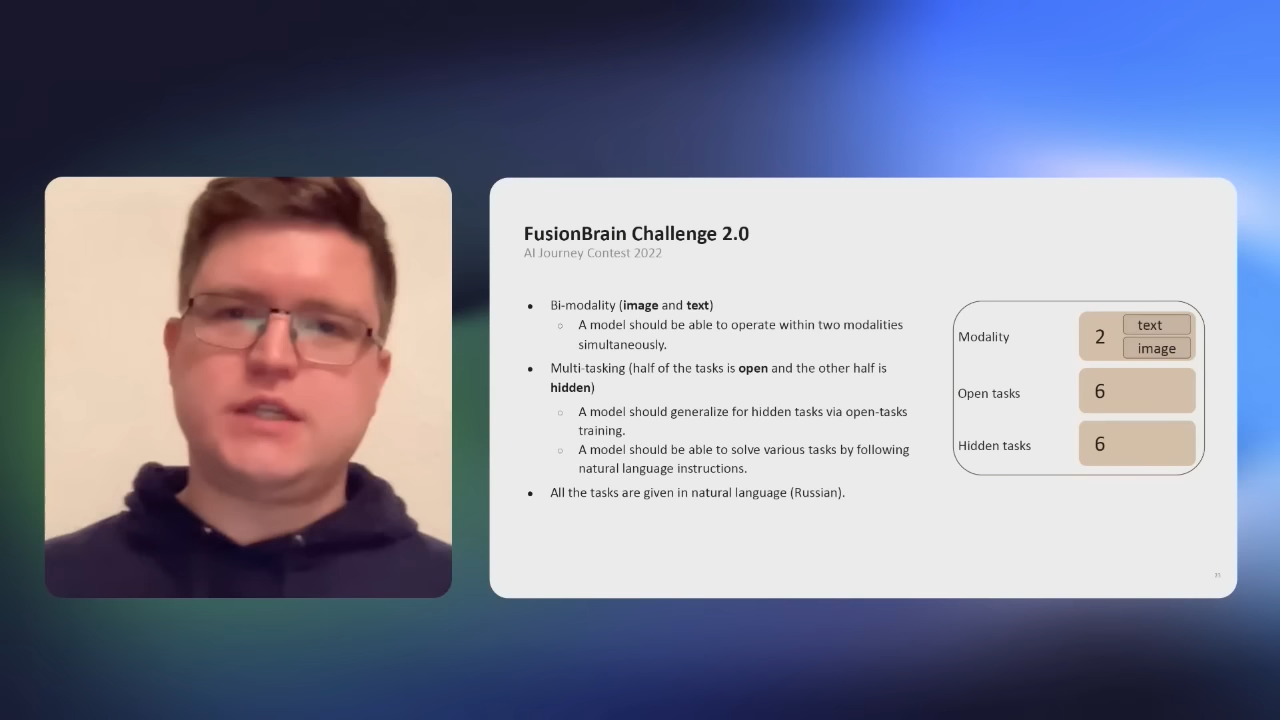 FusionBrain Challenge 2.0
AI Journey Contest 2022
• Bi-modality (image and text)
○ A model should be able to operate within two modalities
simultaneously.
• Multi-tasking (half of the tasks is open and the other half is
hidden)
○ A model should generalize for hidden tasks via open-tasks
training.
○ A model should be able to solve various tasks by following
natural language instructions.
• All the tasks are given in natural language (Russian).
Modality 2 text
image
Open tasks 6
Hidden tasks 6